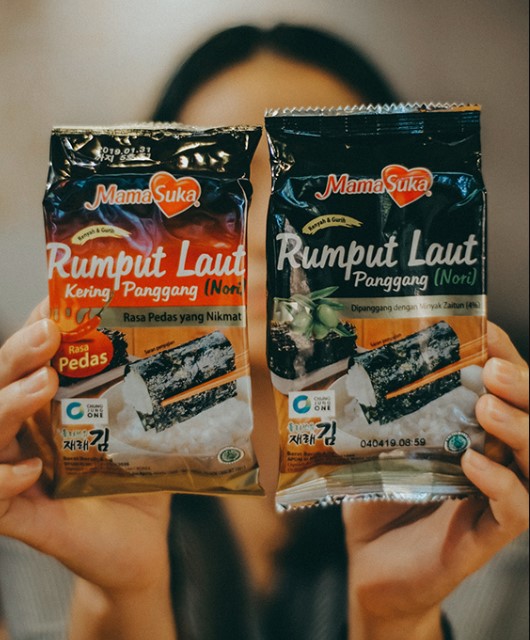 2019.01.31
MamaSuka
Renyah & Gurih
Rumput Laut
Kering Panggang (Nori)
Rasa Pedas yang Nikmat
Rasa
Pedas
CHUNG
JUNG
ONE
재래김
MamaSuka
Renyah & Gurih
Rumput Laut
Panggang (Nori)
Dipanggang dengan Minyak Zaitun (4%)
CHUNG
JUNG
ONE
재래김
040419 08:59